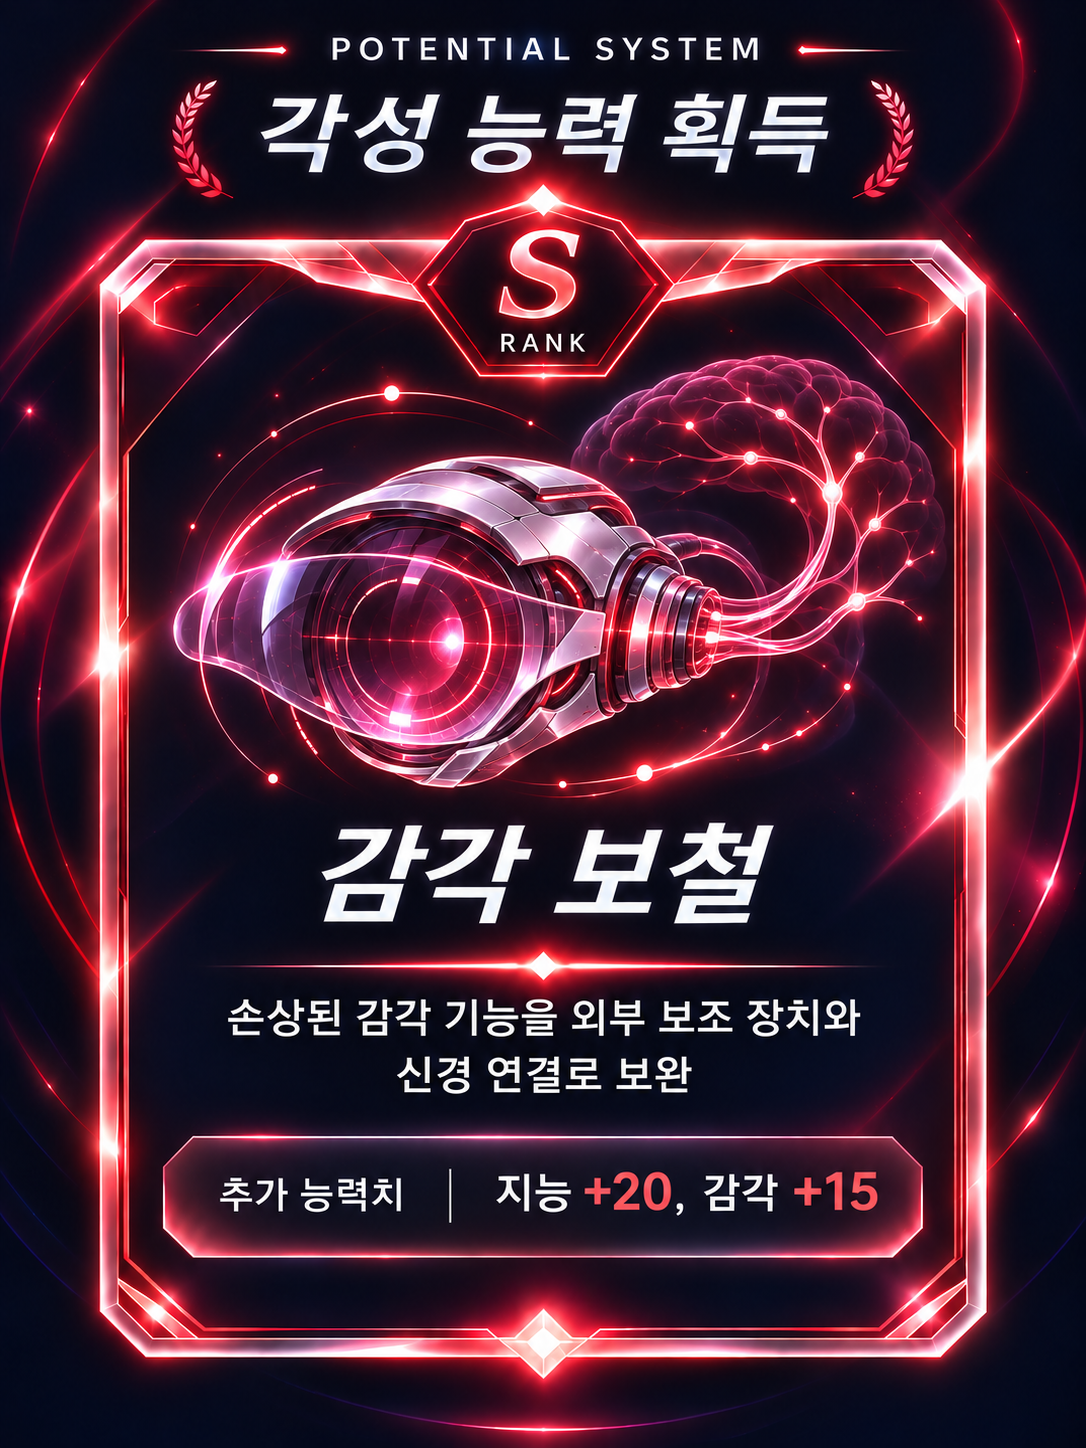 POTENTIAL SYSTEM
각성 능력 획득
S
RANK
감각 보철
손상된 감각 기능을 외부 보조 장치와
신경 연결로 보완
추가 능력치 | 지능 +20, 감각 +15